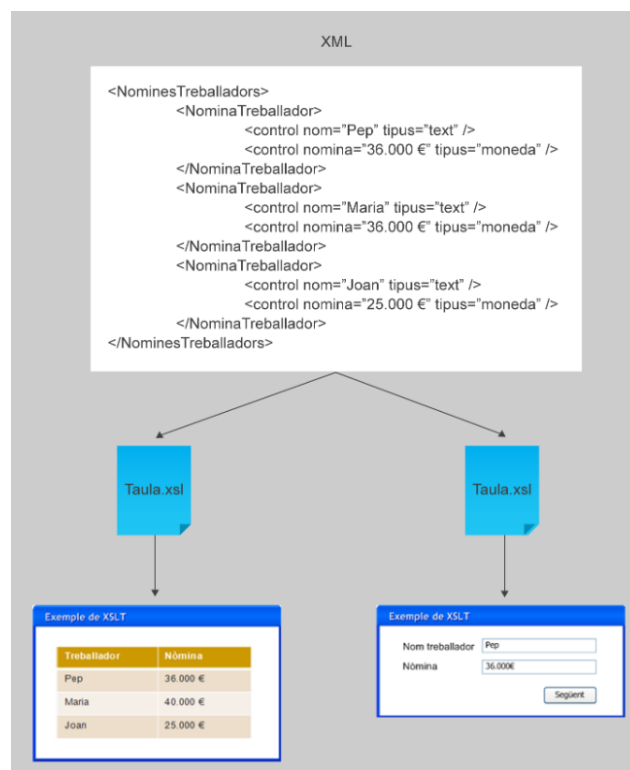 XML
<NominesTreballadors>
<NominaTreballador>
<control nom="Pep" tipus="text" />
<control nomina="36.000 €" tipus="moneda" />
</NominaTreballador>
<NominaTreballador>
<control nom="Maria" tipus="text" />
<control nomina="36.000 €" tipus="moneda" />
</NominaTreballador>
<NominaTreballador>
<control nom="Joan" tipus="text" />
<control nomina="25.000 €" tipus="moneda" />
</NominaTreballador>
</NominesTreballadors>
Taula.xsl
Taula.xsl
Exemple de XSLT
Treballador Nòmina
Pep 36.000 €
Maria 40.000 €
Joan 25.000 €
Exemple de XSLT
Nom treballador Pep
Nòmina 36.000€
Següent